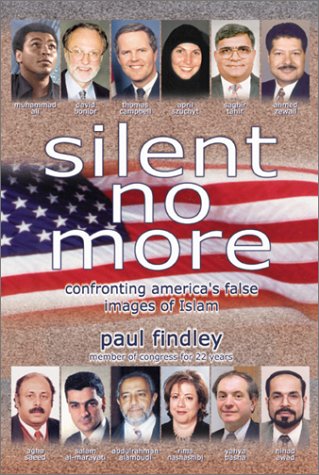 muhammad ali
david bonior
thomas campbell
april szuchyt
saghir tahir
ahmed zewail
silent
no
more
confronting america's false
images of Islam
paul findley
member of congress for 22 years
agha saeed
salam al-marayati
abdulrahman alamoudi
rima nashashibi
yahya basha
nihad awad